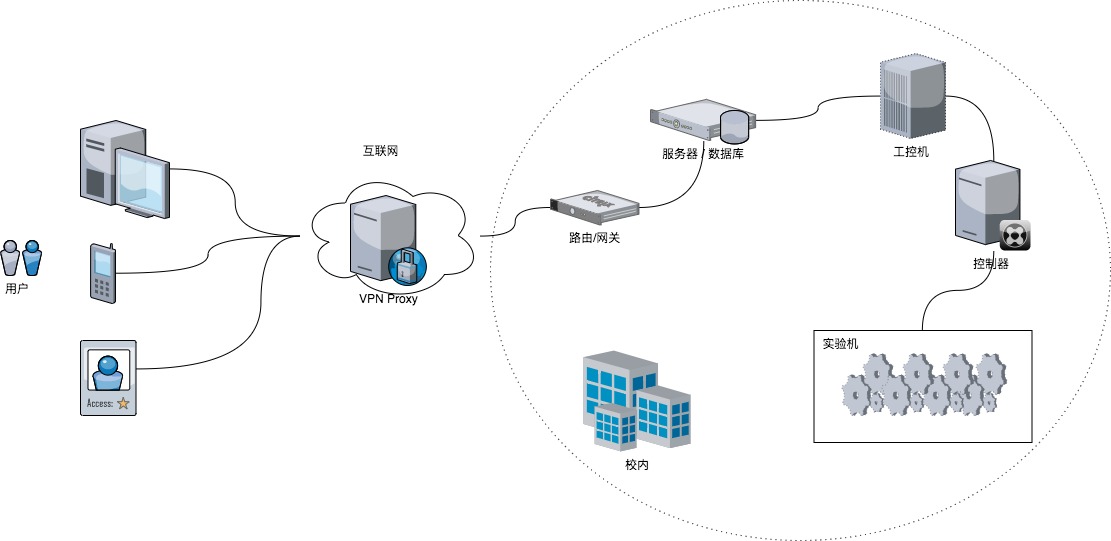 互联网
服务器 / 数据库
工控机
citrix
路由/网关
控制器
用户
VPN Proxy
实验机
Access:
校内